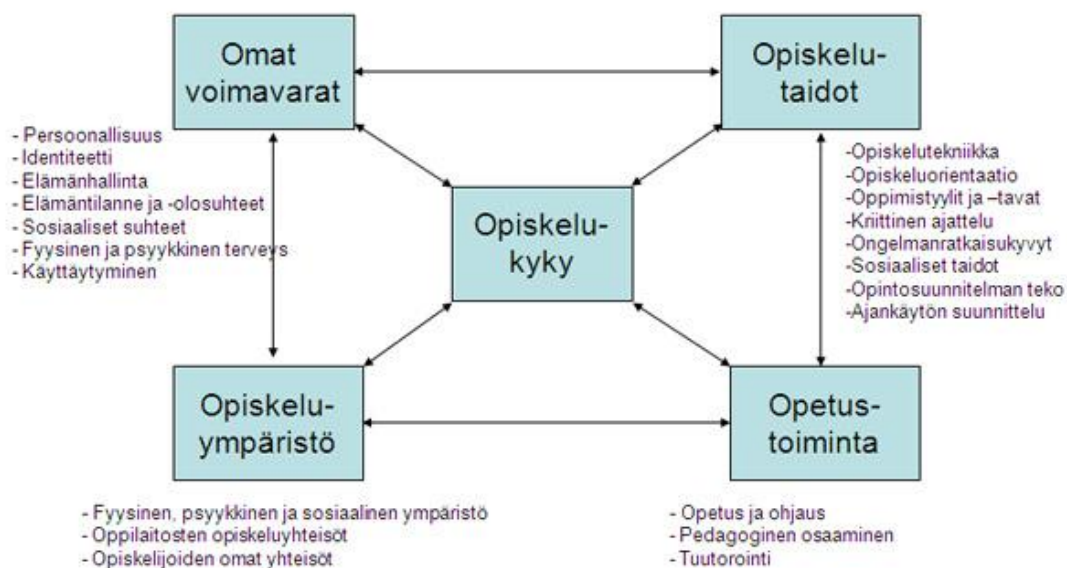 Omat
voimavarat
- Persoonallisuus
- Identiteetti
- Elämänhallinta
- Elämäntilanne ja -olosuhteet
- Sosiaaliset suhteet
- Fyysinen ja psyykkinen terveys
- Käyttäytyminen
Opiskelu-
taidot
-Opiskelutekniikka
-Opiskeluorientaatio
-Oppimistyylit ja –tavat
-Kriittinen ajattelu
-Ongelmanratkaisukyvyt
-Sosiaaliset taidot
-Opintosuunnitelman teko
-Ajankäytön suunnittelu
Opiskelu-
kyky
Opiskelu-
ympäristö
- Fyysinen, psyykkinen ja sosiaalinen ympäristö
- Oppilaitosten opiskeluyhteisöt
- Opiskelijoiden omat yhteisöt
Opetus-
toiminta
- Opetus ja ohjaus
- Pedagoginen osaaminen
- Tuutorointi